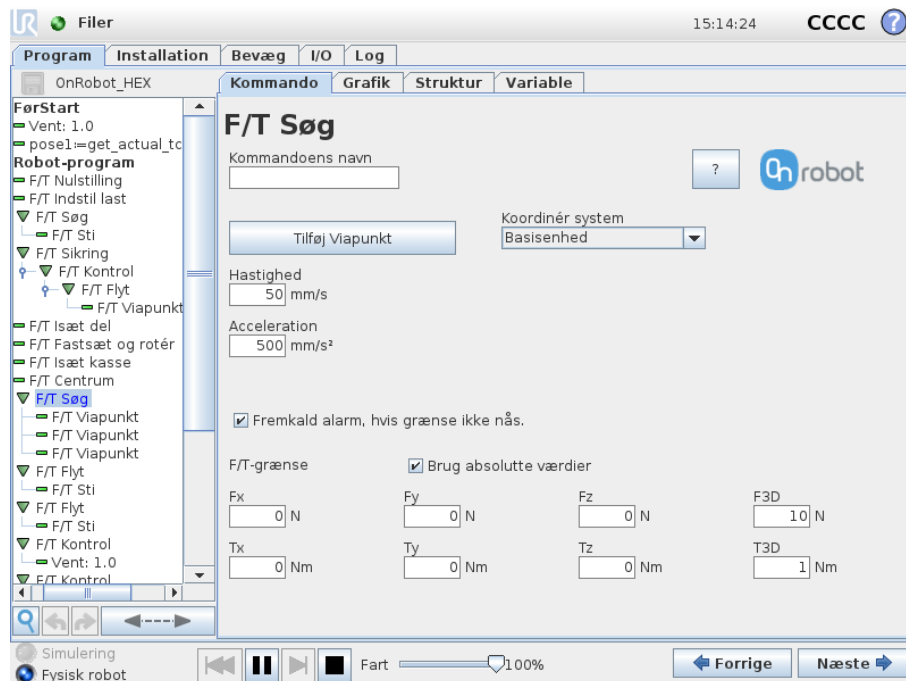 Filer
15:14:24
CCCC
?
Program Installation Bevæg I/O Log
OnRobot_HEX
Kommando Grafik Struktur Variable
FørStart
Vent: 1.0
pose1≔get_actual_tc
Robot-program
F/T Nulstilling
F/T Indstil last
F/T Søg
F/T Sti
F/T Sikring
F/T Kontrol
F/T Flyt
F/T Viapunkt
F/T Isæt del
F/T Fastsæt og rotér
F/T Isæt kasse
F/T Centrum
F/T Søg
F/T Viapunkt
F/T Viapunkt
F/T Viapunkt
F/T Flyt
F/T Sti
F/T Flyt
F/T Sti
F/T Kontrol
Vent: 1.0
F/T Kontrol
F/T Søg
Kommandoens navn
?
On robot
Tilføj Viapunkt
Koordinér system
Basisenhed
Hastighed
50 mm/s
Acceleration
500 mm/s²
Fremkald alarm, hvis grænse ikke nås.
F/T-grænse
Brug absolutte værdier
Fx Fy Fz F3D
0 N 0 N 0 N 10 N
Tx Ty Tz T3D
0 Nm 0 Nm 0 Nm 1 Nm
Simulering
Fysisk robot
Fart 100%
Forrige
Næste